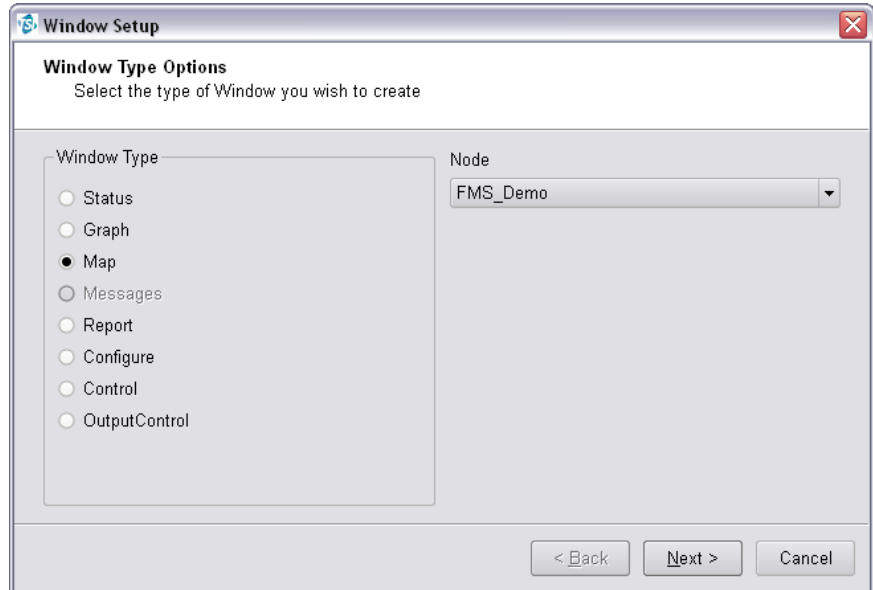 TSI
Window Setup
Window Type Options
Select the type of Window you wish to create
Window Type
Status
Graph
Map
Messages
Report
Configure
Control
OutputControl
Node
FMS_Demo
< Back
Next >
Cancel